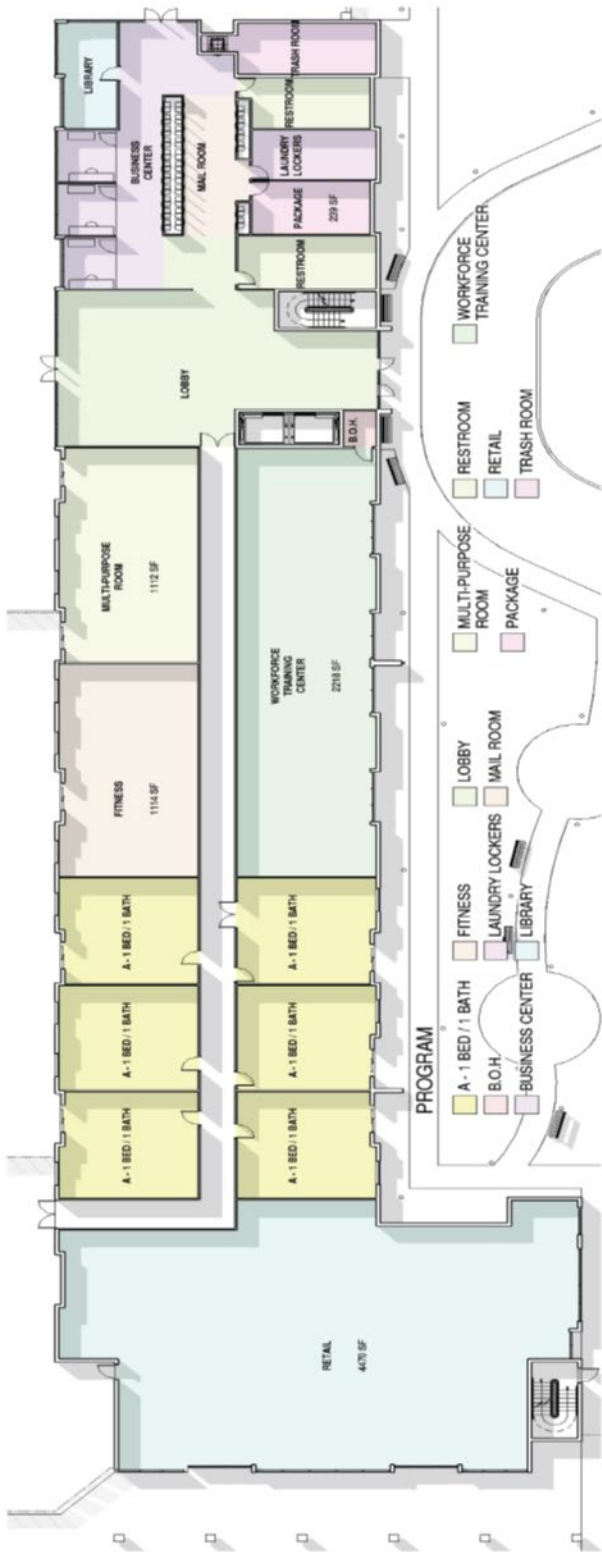 A - 1 BED / 1 BATH
A - 1 BED / 1 BATH
A - 1 BED / 1 BATH
FITNESS
1114 SF
MULTI-PURPOSE
ROOM
1112 SF
LIBRARY
BUSINESS
CENTER
LOBBY
MAIL ROOM
RETAIL
4470 SF
A - 1 BED / 1 BATH
A - 1 BED / 1 BATH
A - 1 BED / 1 BATH
WORKFORCE
TRAINING
CENTER
2218 SF
B.O.H.
RESTROOM
PACKAGE
229 SF
LAUNDRY
LOCKERS
RESTROOM
TRASH ROOM
PROGRAM
A - 1 BED / 1 BATH
B.O.H.
BUSINESS CENTER
FITNESS
LAUNDRY LOCKERS
LIBRARY
LOBBY
MAIL ROOM
MULTI-PURPOSE
ROOM
PACKAGE
RESTROOM
RETAIL
TRASH ROOM
WORKFORCE
TRAINING CENTER